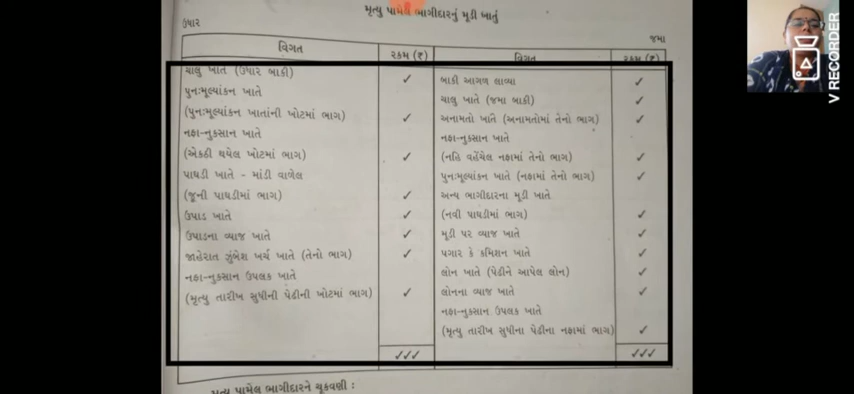 મૃત્યુ પામેલ ભાગીદારનું મૂડી ખાતું
ઉધાર
જમા
વિગત
રકમ (₹)
વિગત
રકમ (₹)
ચાલુ ખાતે (ઉધાર બાકી) ✓
પુનઃમૂલ્યાંકન ખાતે
(પુનઃમૂલ્યાંકન ખાતાંની ખોટમાં ભાગ) ✓
નફા-નુકસાન ખાતે
(એકઠી થયેલ ખોટમાં ભાગ) ✓
પાઘડી ખાતે - માંડી વાળેલ
(જૂની પાઘડીમાં ભાગ) ✓
ઉપાડ ખાતે ✓
ઉપાડના વ્યાજ ખાતે ✓
જાહેરાત ઝુંબેશ ખર્ચ ખાતે (તેનો ભાગ) ✓
નફા-નુકસાન ઉપલક ખાતે
(મૃત્યુ તારીખ સુધીની પેઢીની ખોટમાં ભાગ) ✓
✓✓✓
બાકી આગળ લાવ્યા ✓
ચાલુ ખાતે (જમા બાકી) ✓
અનામતો ખાતે (અનામતોમાં તેનો ભાગ) ✓
નફા-નુકસાન ખાતે
(નહિ વહેંચેલ નફામાં તેનો ભાગ) ✓
પુનઃમૂલ્યાંકન ખાતે (નફામાં તેનો ભાગ) ✓
અન્ય ભાગીદારના મૂડી ખાતે
(નવી પાઘડીમાં ભાગ) ✓
મૂડી પર વ્યાજ ખાતે ✓
પગાર કે કમિશન ખાતે ✓
લોન ખાતે (પેઢીને આપેલ લોન) ✓
લોનના વ્યાજ ખાતે ✓
નફા-નુકસાન ઉપલક ખાતે
(મૃત્યુ તારીખ સુધીના પેઢીના નફામાં ભાગ) ✓
✓✓✓
મૃત્યુ પામેલ ભાગીદારને ચૂકવણી :
V RECORDER